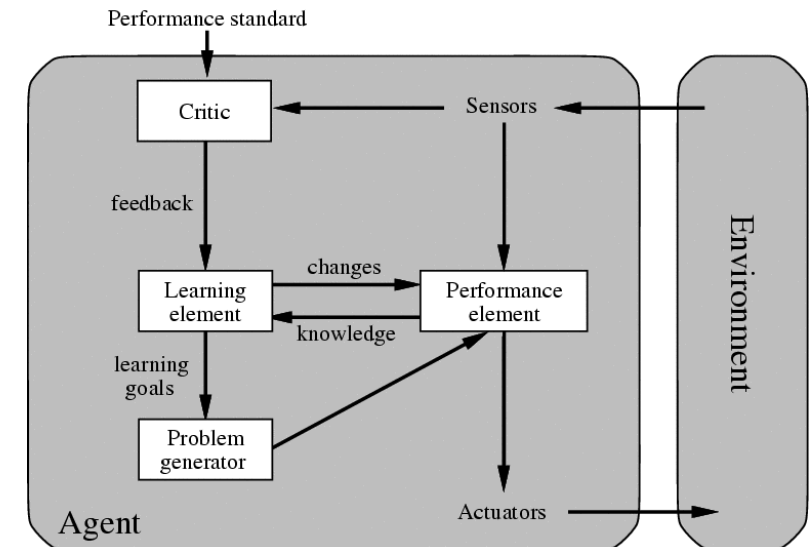 Performance standard
Critic
Sensors
feedback
changes
Learning
element
Performance
element
knowledge
learning
goals
Problem
generator
Agent
Actuators
Environment